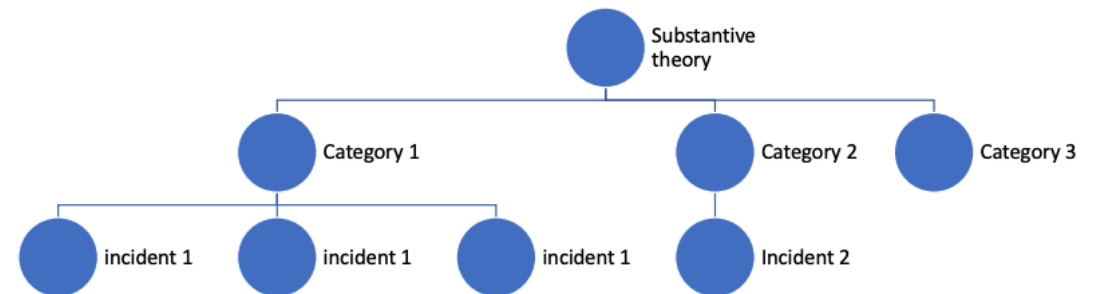 Substantive
theory
Category 1
Category 2
Category 3
incident 1
incident 1
incident 1
Incident 2